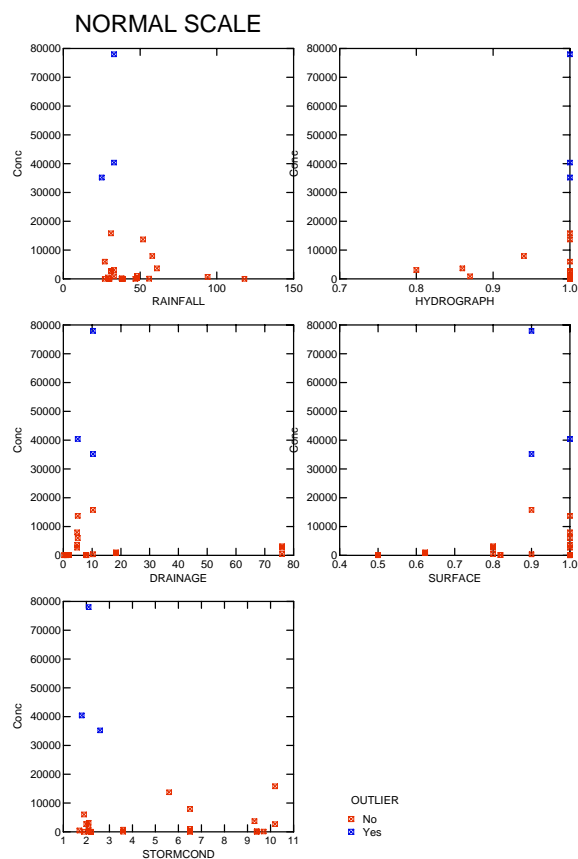 NORMAL SCALE
80000 80000
70000 70000
60000 60000
50000 50000
Conc Conc
40000 40000
30000 30000
20000 20000
10000 10000
0 0
0 50 100 150 0.7 0.8 0.9 1.0
RAINFALL HYDROGRAPH
80000 80000
70000 70000
60000 60000
50000 50000
Conc Conc
40000 40000
30000 30000
20000 20000
10000 10000
0 0
0 10 20 30 40 50 60 70 80 0.4 0.5 0.6 0.7 0.8 0.9 1.0
DRAINAGE SURFACE
80000
70000
60000
50000
Conc
40000
30000
20000
10000
0
1 2 3 4 5 6 7 8 9 10 11
STORMCOND
OUTLIER
No
Yes